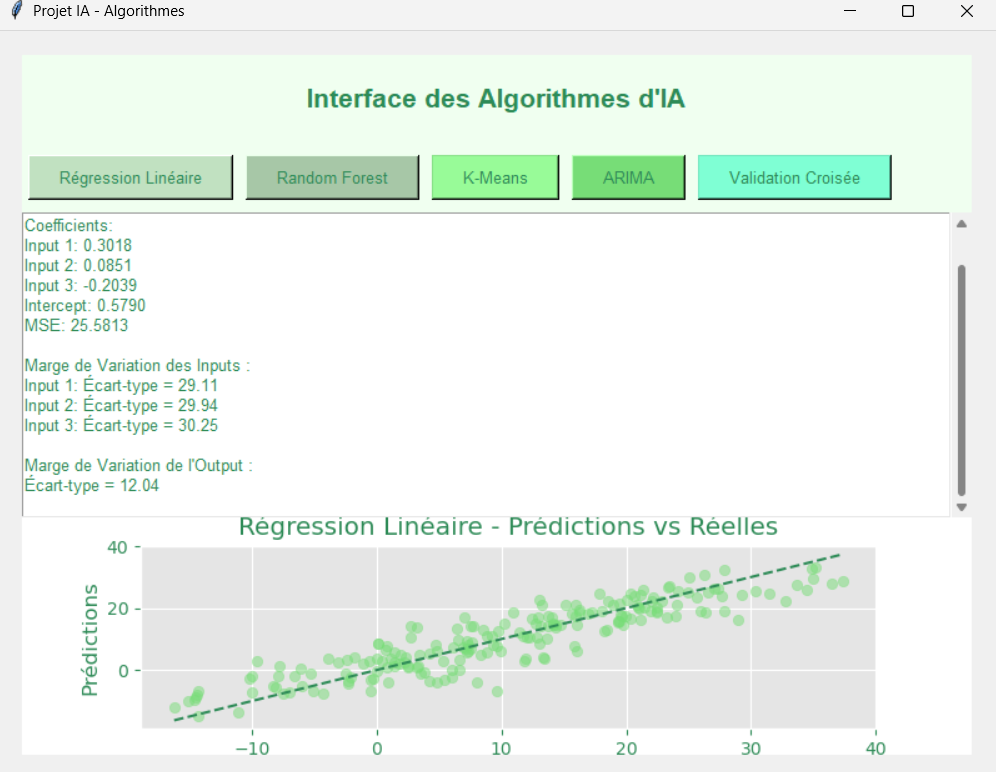 Projet IA - Algorithmes
Interface des Algorithmes d'IA
Régression Linéaire
Random Forest
K-Means
ARIMA
Validation Croisée
Coefficients:
Input 1: 0.3018
Input 2: 0.0851
Input 3: -0.2039
Intercept: 0.5790
MSE: 25.5813
Marge de Variation des Inputs :
Input 1: Écart-type = 29.11
Input 2: Écart-type = 29.94
Input 3: Écart-type = 30.25
Marge de Variation de l'Output :
Écart-type = 12.04
Régression Linéaire - Prédictions vs Réelles
Prédictions
40
20
0
−10
0
10
20
30
40